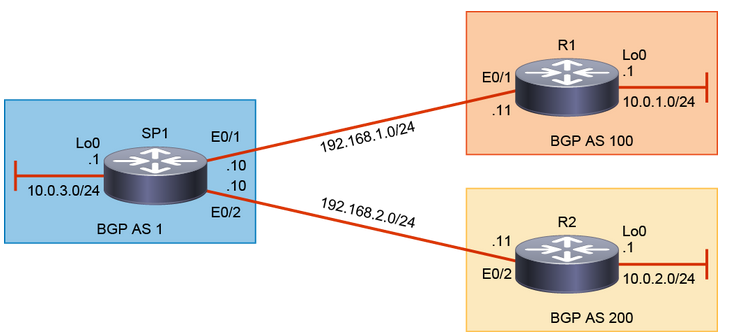 SP1
E0/1
Lo0
.1
.10
.10
10.0.3.0/24
E0/2
BGP AS 1
192.168.1.0/24
192.168.2.0/24
R1
Lo0
E0/1
.1
.11
10.0.1.0/24
BGP AS 100
R2
Lo0
.11
.1
E0/2
10.0.2.0/24
BGP AS 200